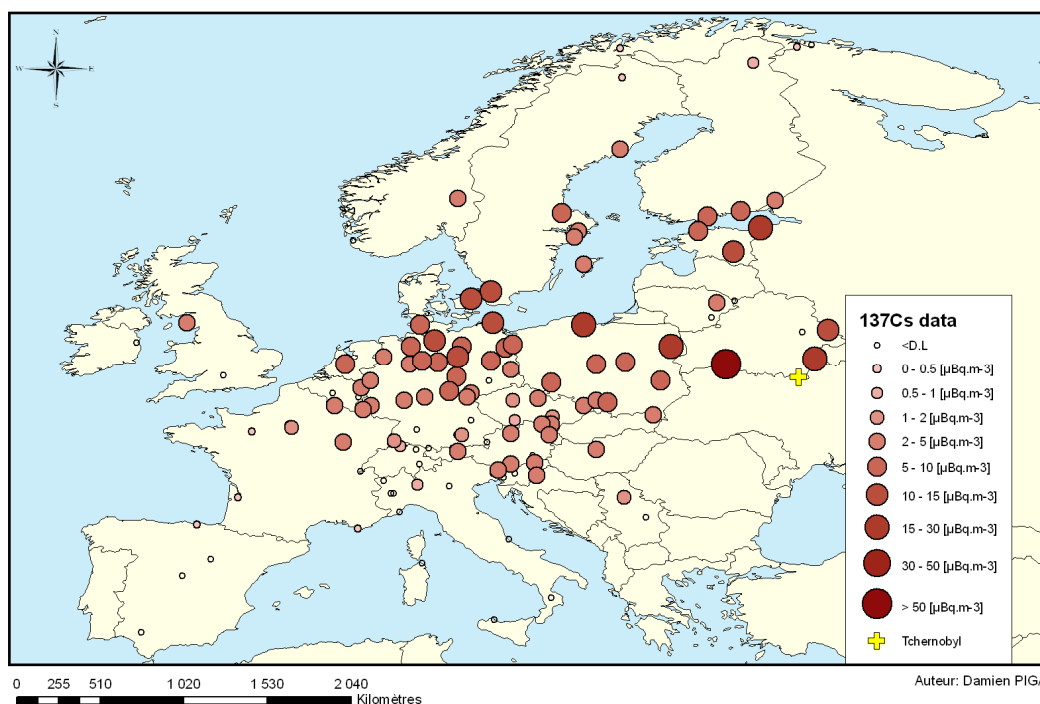 N
W E
S
137Cs data
<D.L
0 - 0.5 [µBq.m-3]
0.5 - 1 [µBq.m-3]
1 - 2 [µBq.m-3]
2 - 5 [µBq.m-3]
5 - 10 [µBq.m-3]
10 - 15 [µBq.m-3]
15 - 30 [µBq.m-3]
30 - 50 [µBq.m-3]
> 50 [µBq.m-3]
Tchernobyl
0 255 510 1 020 1 530 2 040
Kilomètres
Auteur: Damien PIGA